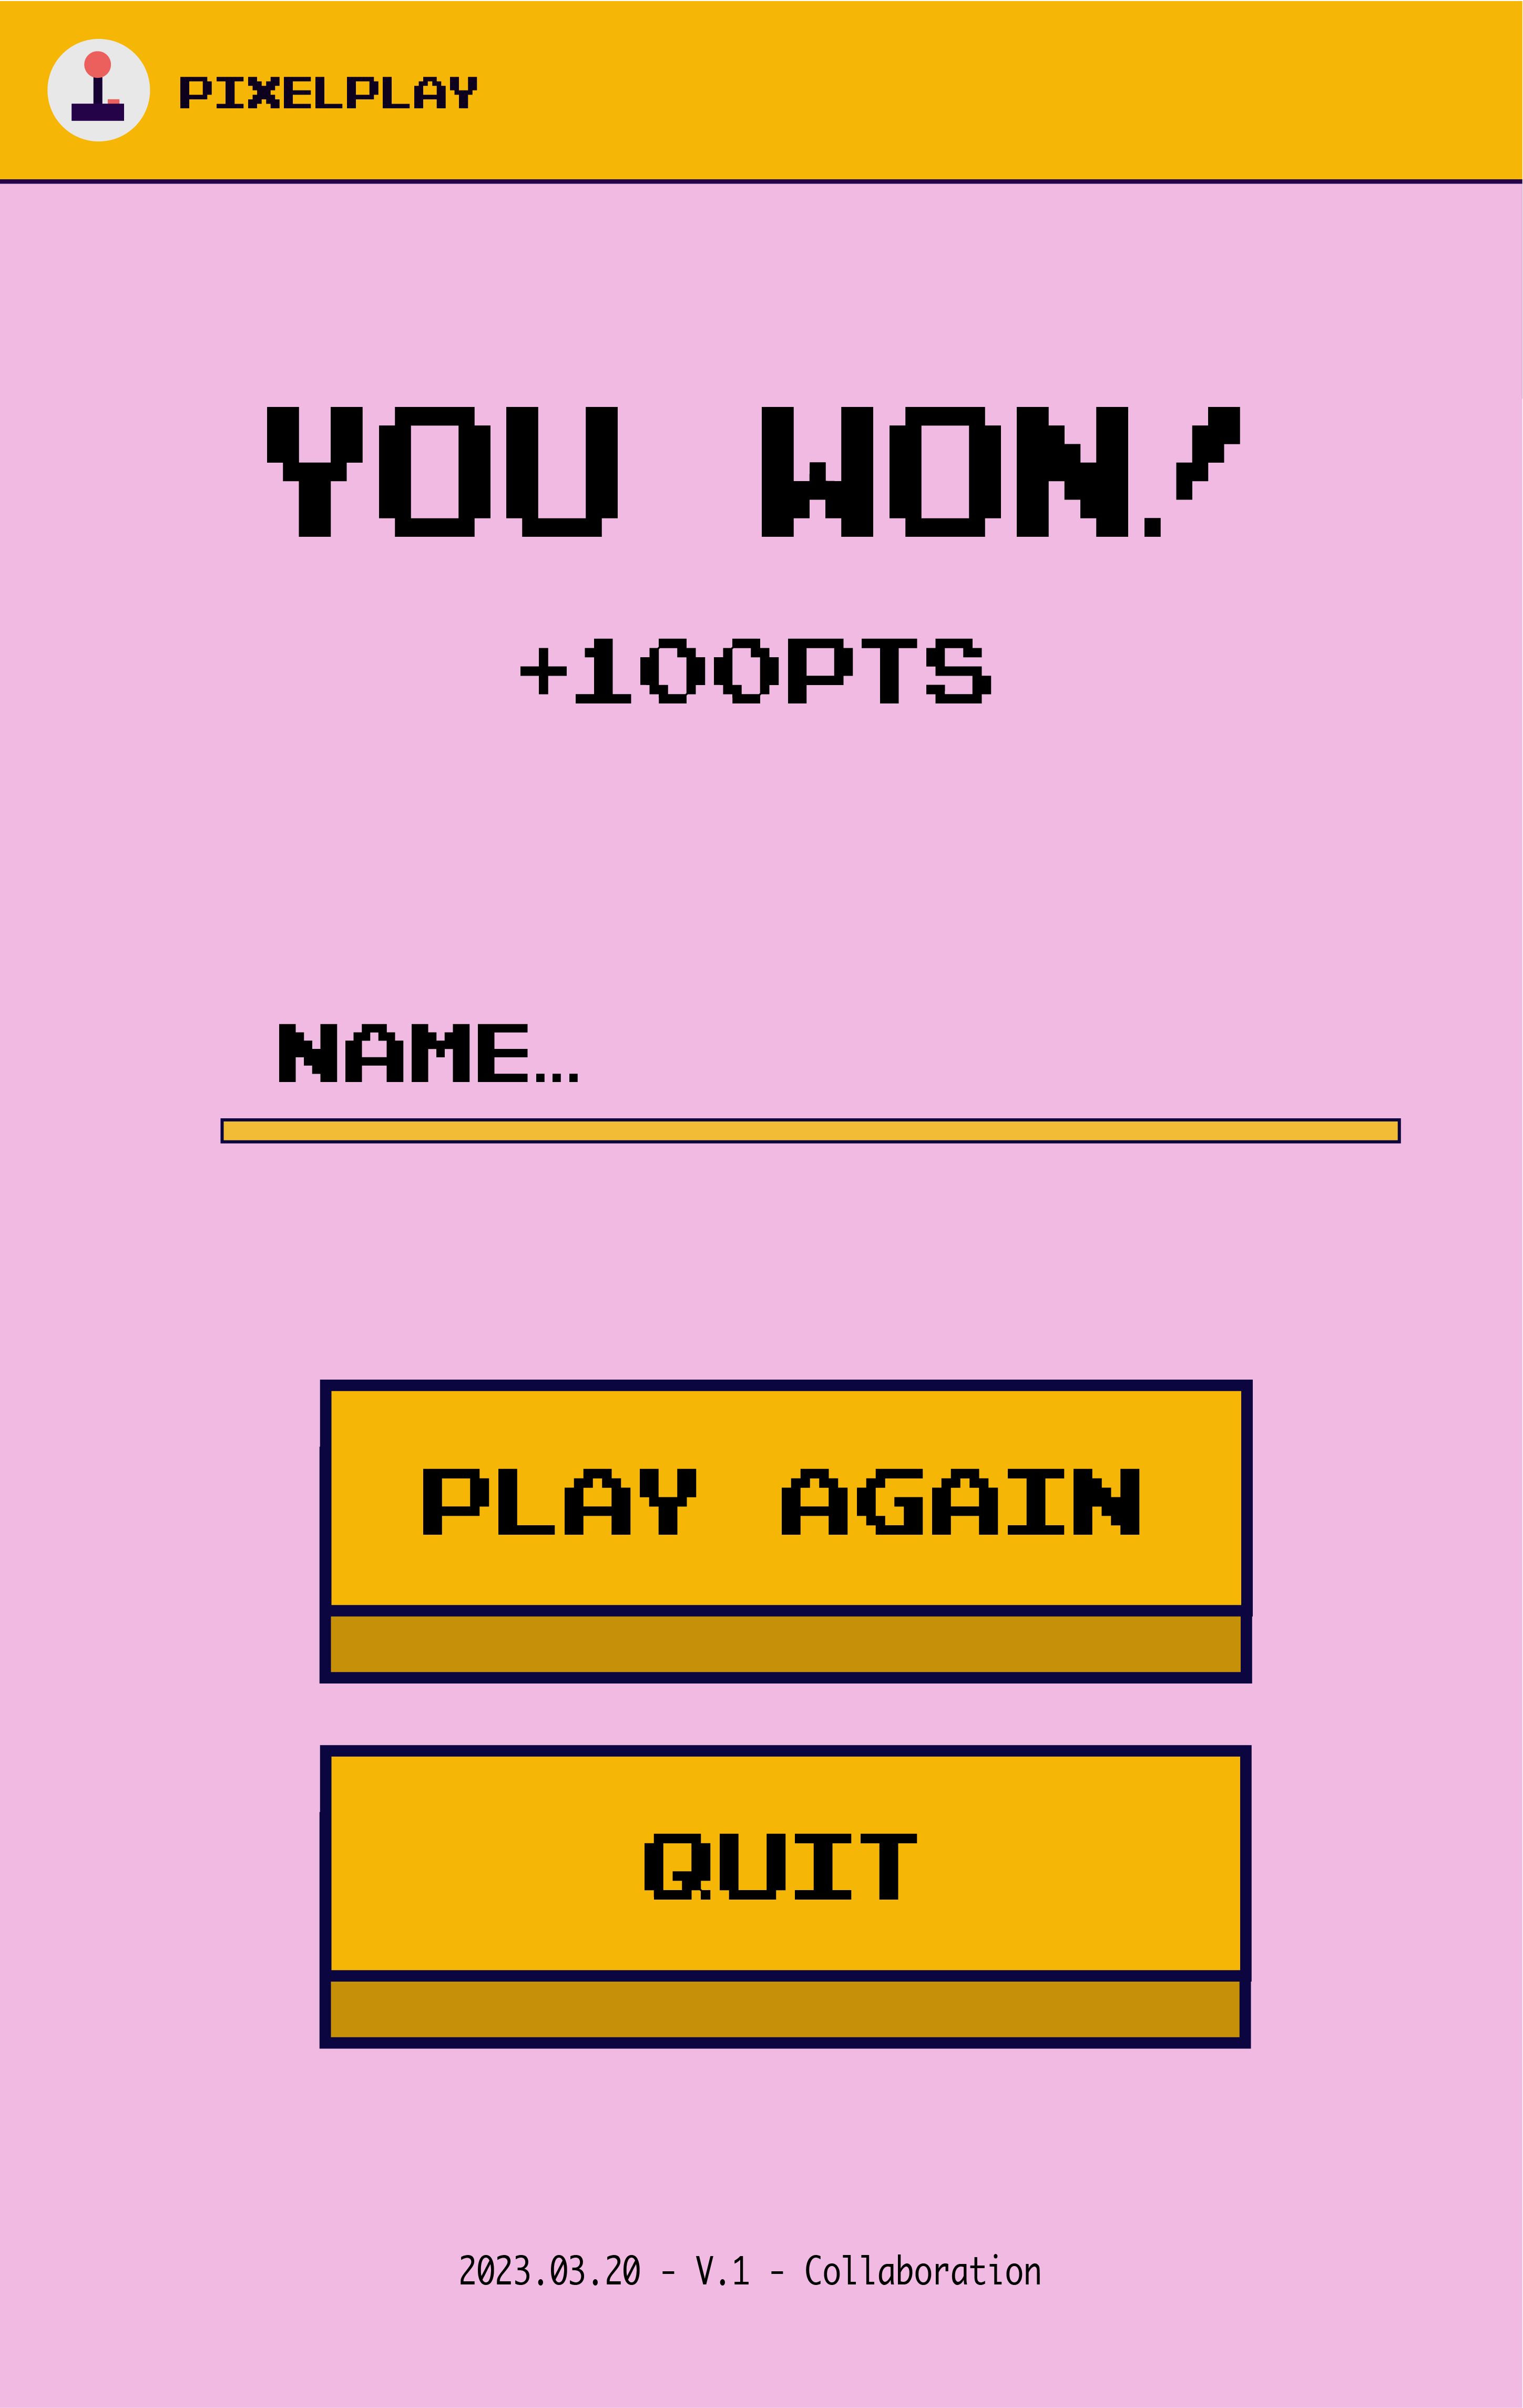 PIXELPLAY
YOU WON!
+100PTS
NAME...
PLAY AGAIN
QUIT
2023.03.20 - V.1 - Collaboration